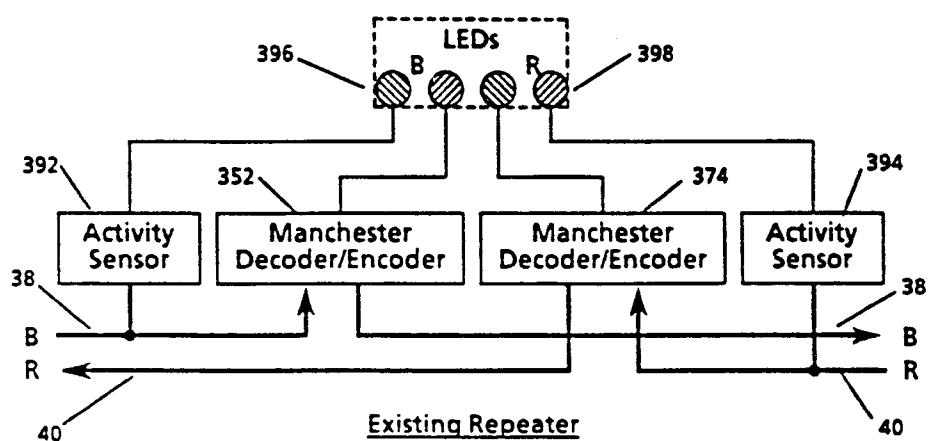 LEDs
396
B
R
398
392
352
374
394
Activity
Sensor
Manchester
Decoder/Encoder
Manchester
Decoder/Encoder
Activity
Sensor
38
38
B
B
R
R
40
40
Existing Repeater